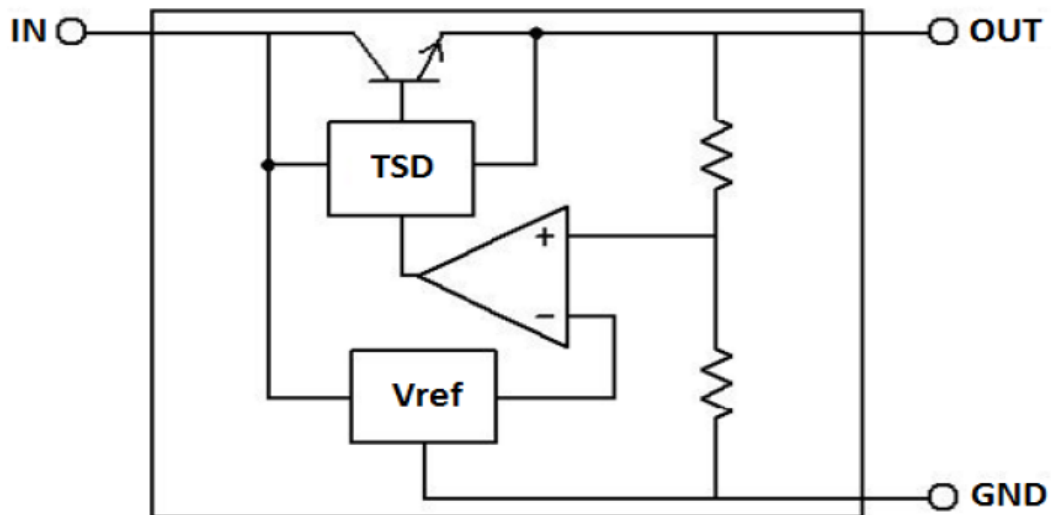 IN
OUT
TSD
+
−
Vref
GND